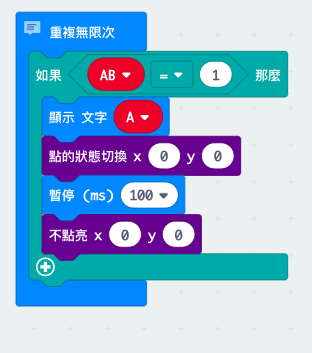 重複無限次
如果 AB = 1 那麼
顯示 文字 A
點的狀態切換 x 0 y 0
暫停 (ms) 100
不點亮 x 0 y 0